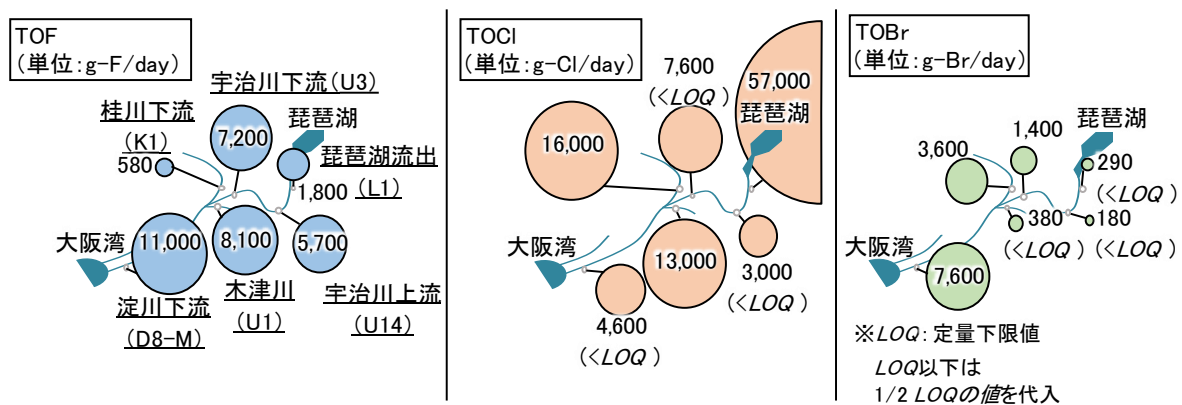 TOF
(単位:g-F/day)
宇治川下流(U3)
桂川下流
(K1)
580
7,200
琵琶湖
琵琶湖流出
(L1)
1,800
11,000
8,100
5,700
大阪湾
淀川下流
(D8-M)
木津川
(U1)
宇治川上流
(U14)
TOCl
(単位:g-Cl/day)
7,600
(<LOQ )
57,000
琵琶湖
16,000
大阪湾
13,000
3,000
(<LOQ )
4,600
(<LOQ )
TOBr
(単位:g-Br/day)
琵琶湖
1,400
3,600
290
(<LOQ )
380
(<LOQ )
180
(<LOQ )
大阪湾
7,600
※LOQ: 定量下限値
LOQ以下は
1/2 LOQの値を代入